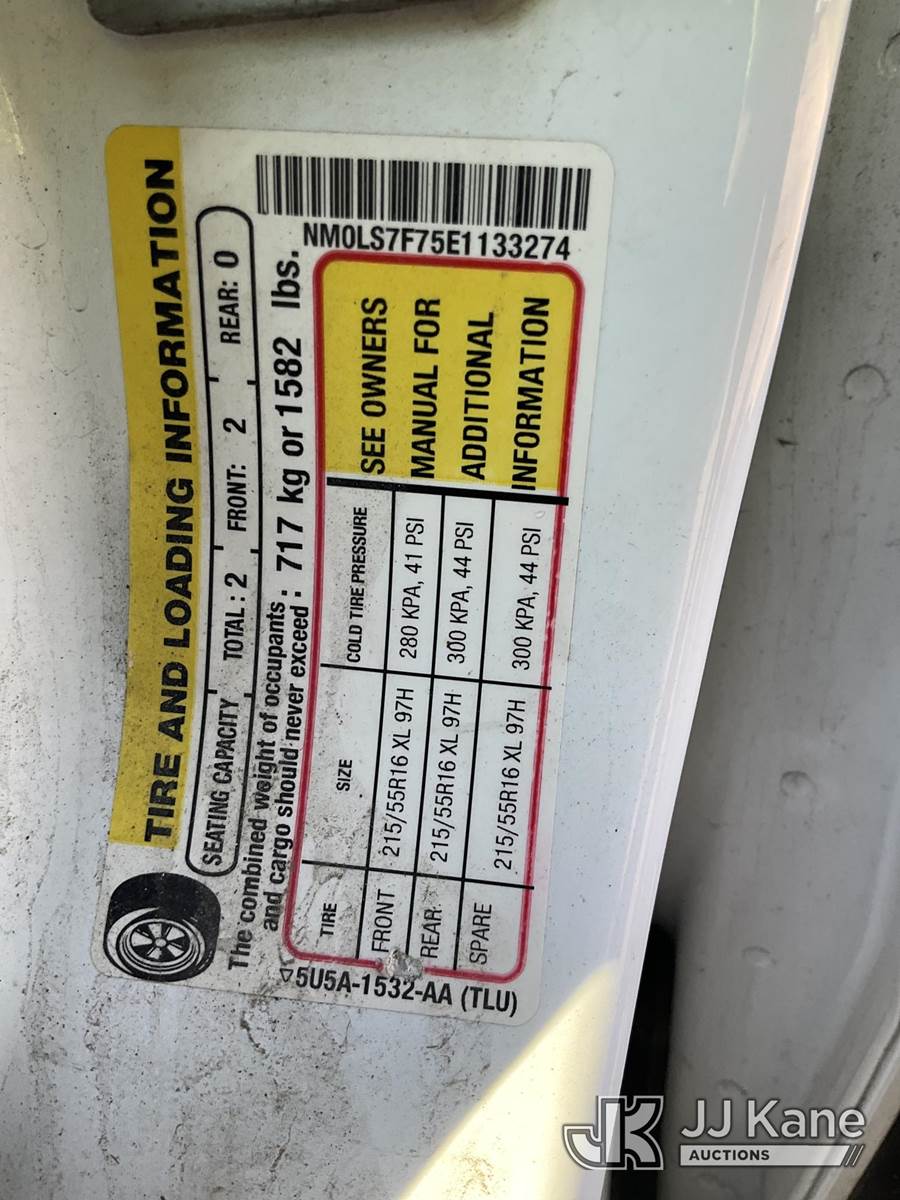 TIRE AND LOADING INFORMATION
SEATING CAPACITY TOTAL : 2 FRONT: 2 REAR: 0
The combined weight of occupants
and cargo should never exceed : 717 kg or 1582 lbs.
NM0LS7F75E1133274
TIRE SIZE COLD TIRE PRESSURE
FRONT 215/55R16 XL 97H 280 KPA, 41 PSI
REAR 215/55R16 XL 97H 300 KPA, 44 PSI
SPARE 215/55R16 XL 97H 300 KPA, 44 PSI
SEE OWNERS
MANUAL FOR
ADDITIONAL
INFORMATION
5U5A-1532-AA (TLU)
JK JJ Kane
AUCTIONS